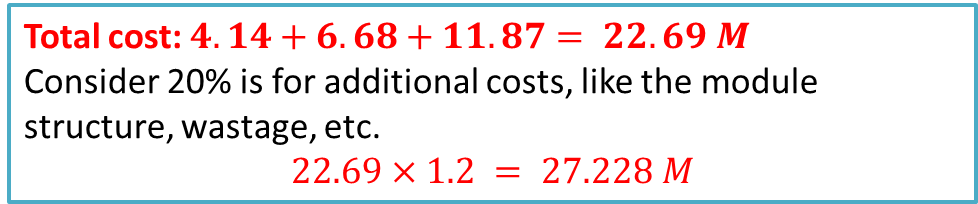 Total cost: 4.14 + 6.68 + 11.87 = 22.69 M
Consider 20% is for additional costs, like the module
structure, wastage, etc.
22.69 × 1.2 = 27.228 M